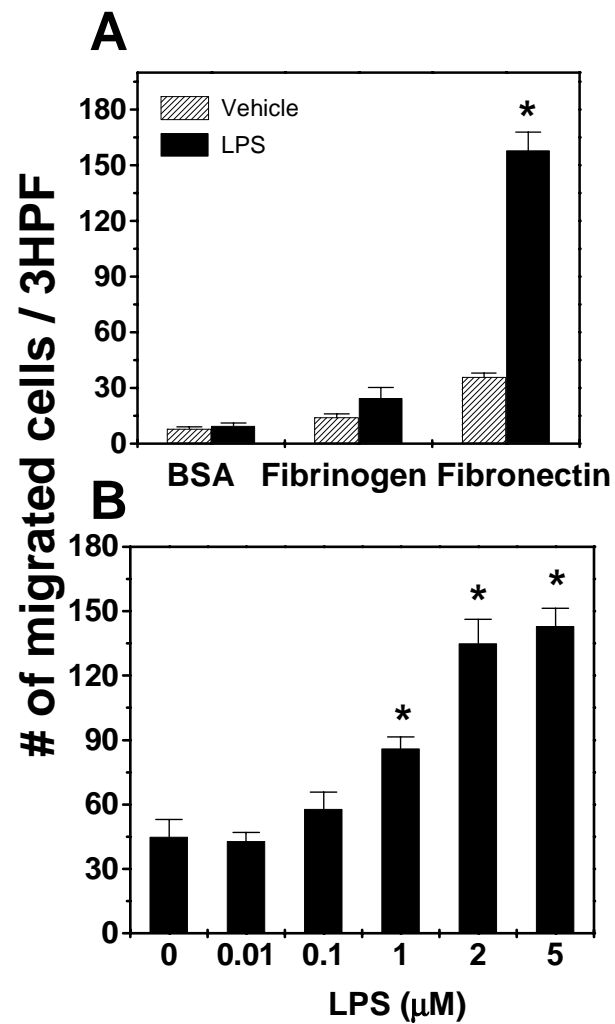 A
# of migrated cells / 3HPF
180
150
120
90
60
30
0
Vehicle
LPS
*
BSA Fibrinogen Fibronectin
B
180
150
120
90
60
30
0
* * *
0 0.01 0.1 1 2 5
LPS (μM)